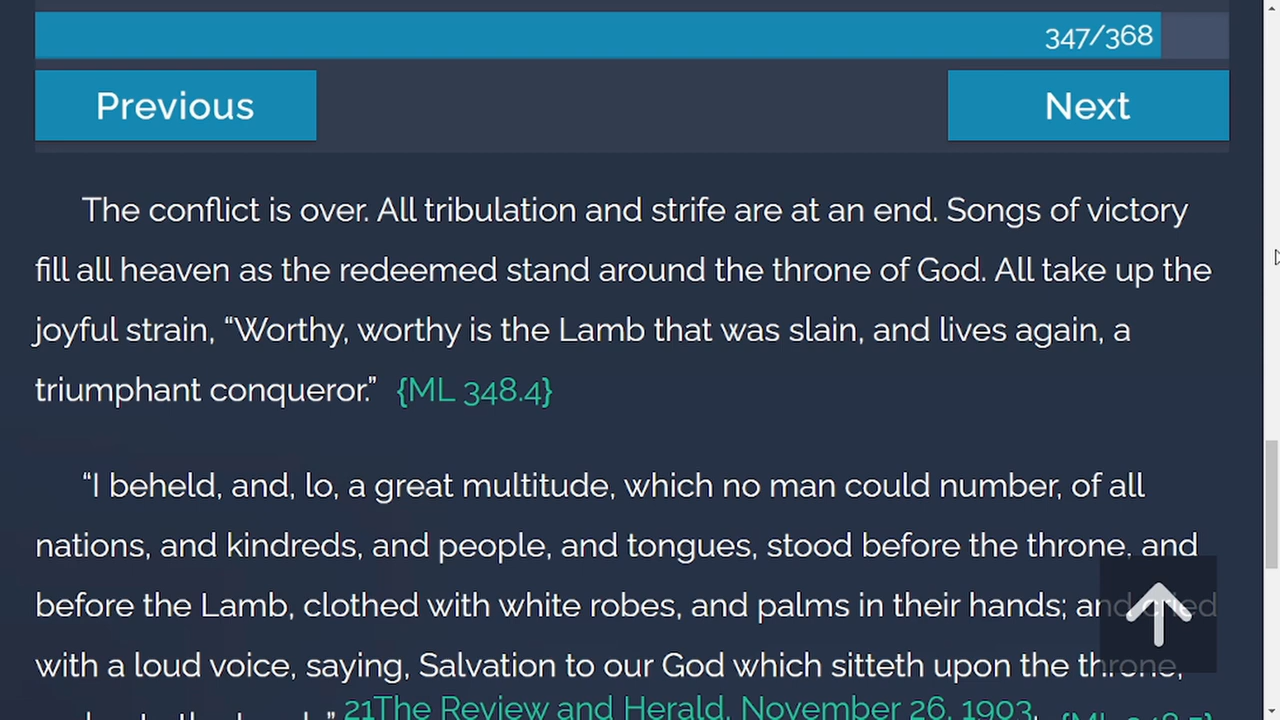 347/368
Previous
Next
The conflict is over. All tribulation and strife are at an end. Songs of victory
fill all heaven as the redeemed stand around the throne of God. All take up the
joyful strain, “Worthy, worthy is the Lamb that was slain, and lives again, a
triumphant conqueror.” {ML 348.4}
“I beheld, and, lo, a great multitude, which no man could number, of all
nations, and kindreds, and people, and tongues, stood before the throne, and
before the Lamb, clothed with white robes, and palms in their hands; and cried
with a loud voice, saying, Salvation to our God which sitteth upon the throne,
21The Review and Herald, November 26, 1903.